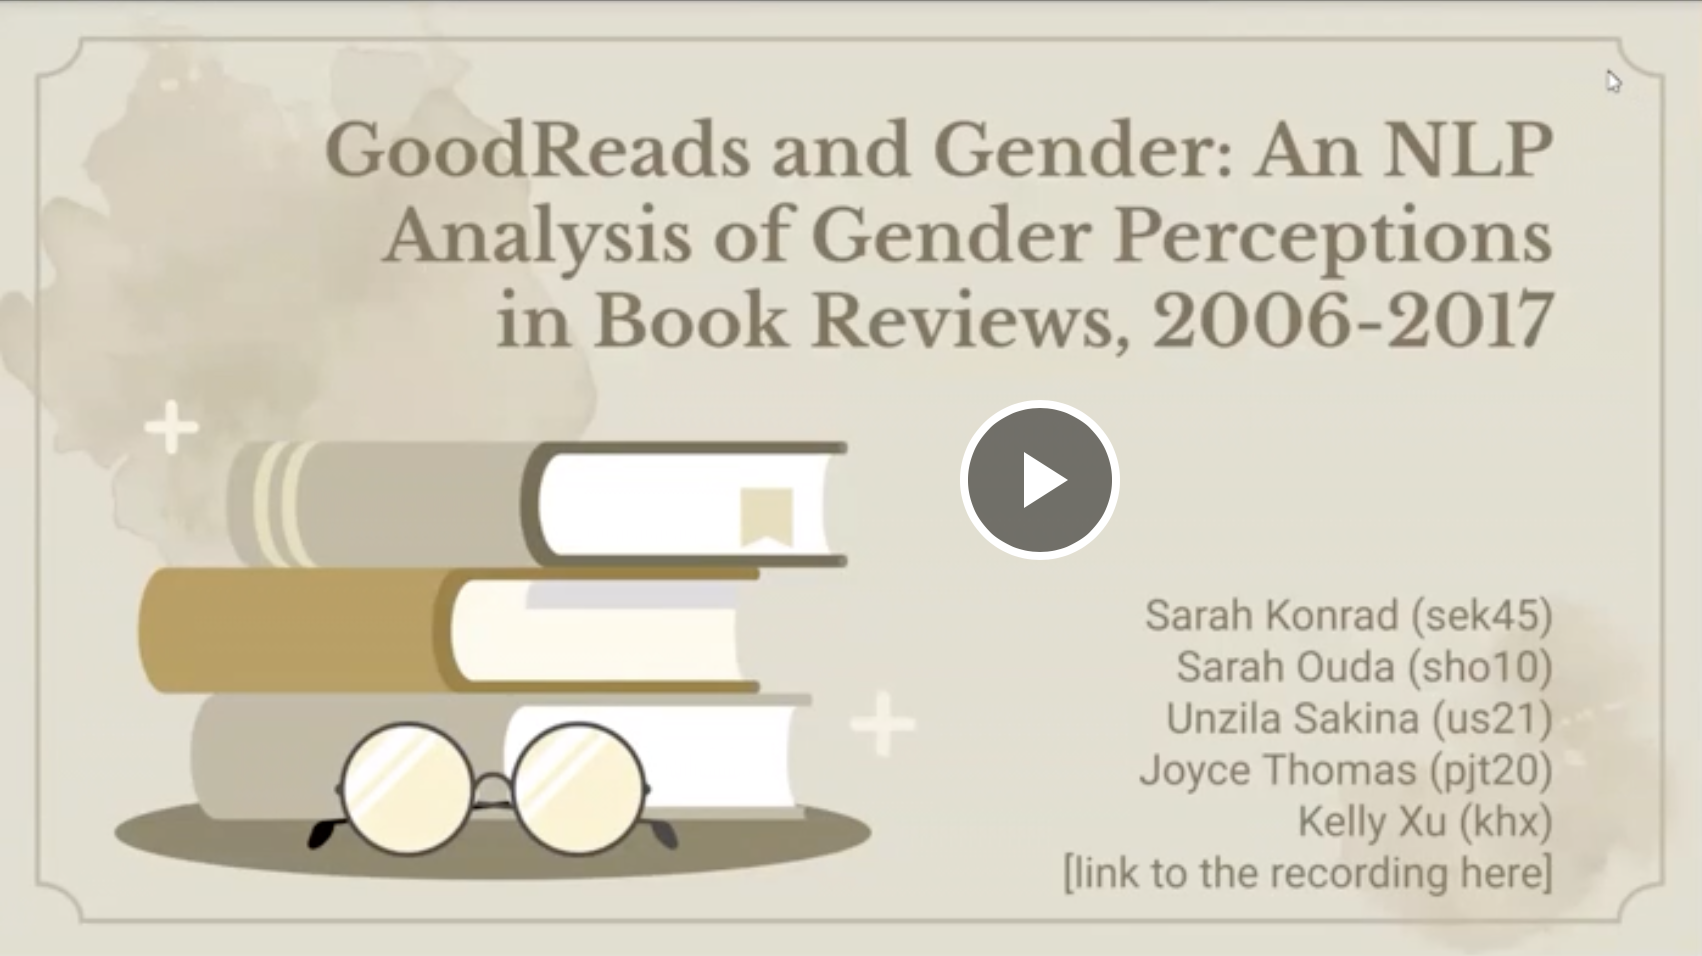 GoodReads and Gender: An NLP
Analysis of Gender Perceptions
in Book Reviews, 2006-2017
Sarah Konrad (sek45)
Sarah Ouda (sho10)
Unzila Sakina (us21)
Joyce Thomas (pjt20)
Kelly Xu (khx)
[link to the recording here]